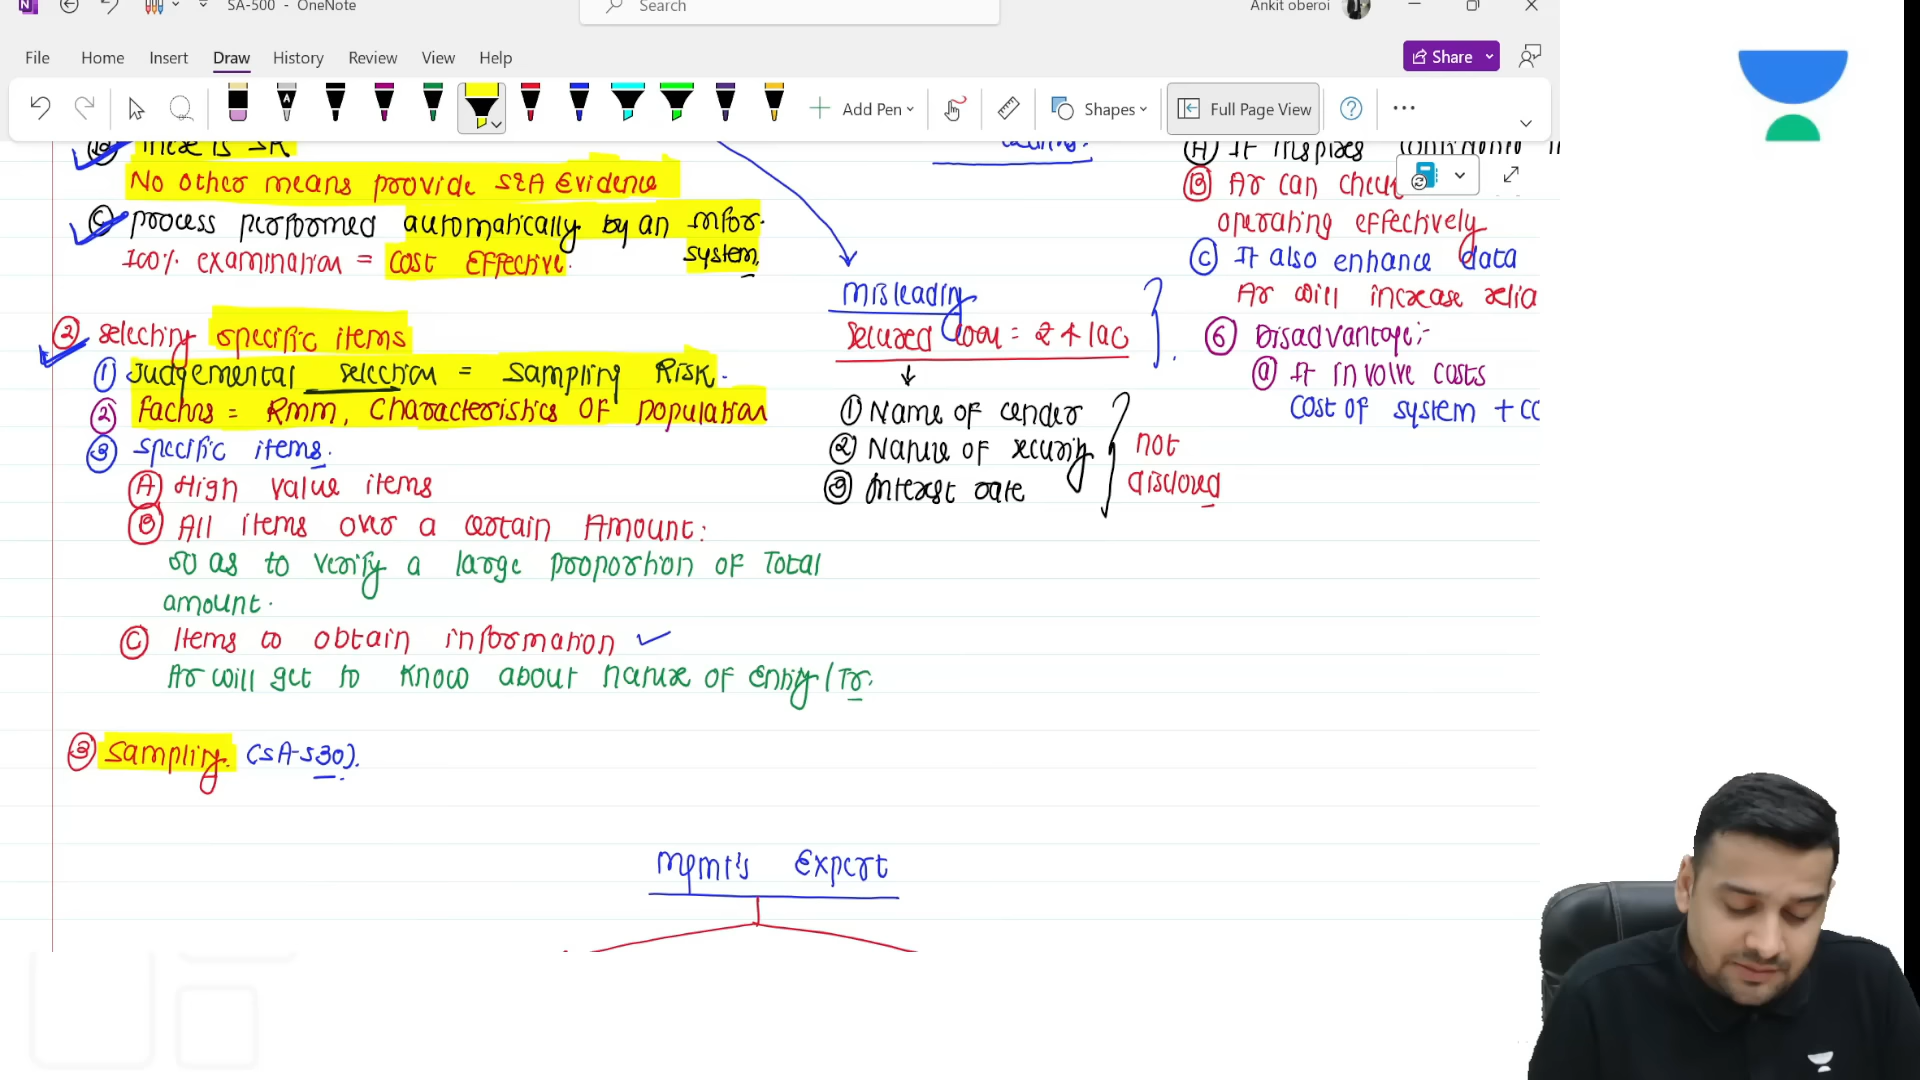 SA-500 - OneNote
Search
Ankit oberoi
File Home Insert Draw History Review View Help
Share
Add Pen
Shapes
Full Page View
(B) There is SR
No other means provide S&A Evidence
(C) process performed automatically by an infor.
system.
100% examination = Cost Effective.
(2) selecting specific items
(1) Judgemental selection = Sampling Risk.
(2) Factors = Rmm, Characteristics OF population
(3) specific items.
(A) High value items
(B) All items over a certain Amount:
so as to verify a large proportion of Total
amount.
(C) Items to obtain information
Ar will get to know about nature of Entity/Tr.
(3) Sampling. (SA-530).
Mgmt's Expert
Misleading
Secured Loan = 2 + lac
(1) Name of Lender
(2) Nature of security
(3) Interest rate
not
disclosed
(A) It inspires
(B) Ar can check
operating effectively
(C) It also enhance data
Ar will increase relia
(6) Disadvantage:-
(a) It involve costs
Cost of system + Co